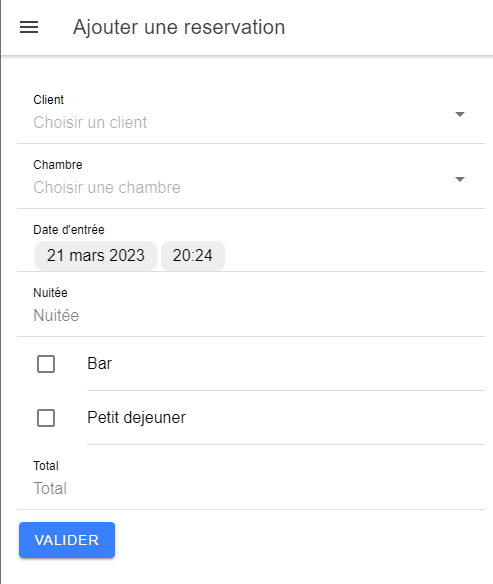 Ajouter une reservation
Client
Choisir un client
Chambre
Choisir une chambre
Date d'entrée
21 mars 2023 20:24
Nuitée
Nuitée
Bar
Petit dejeuner
Total
Total
VALIDER